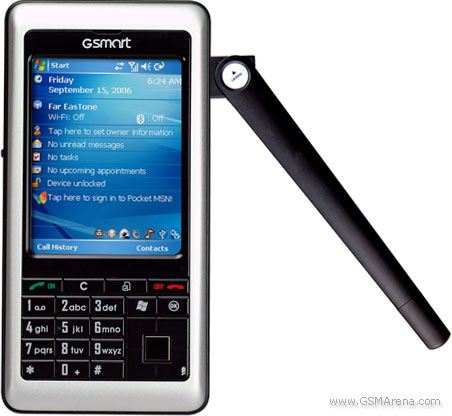 GSmart
Start
6:24 AM
Friday
September 15, 2006
Far EasTone
Wi-Fi: Off
: Off
Tap here to set owner information
No unread messages
No tasks
No upcoming appointments
Device unlocked
Tap here to sign in to Pocket MSN!
Call History Contacts
ON C OFF
1 2abc 3def OK
4ghi 5jkl 6mno
7pqrs 8tuv 9wxyz
* 0 + #
www.GSMArena.com